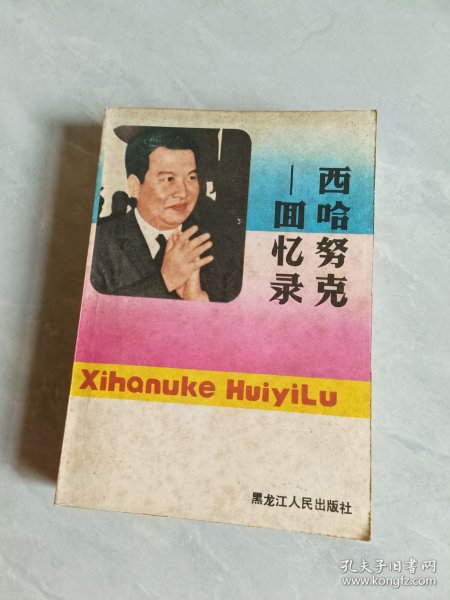 西哈努克
—回忆录
Xihanuke HuiyiLu
黑龙江人民出版社
孔夫子旧书网
www.kongfz.com